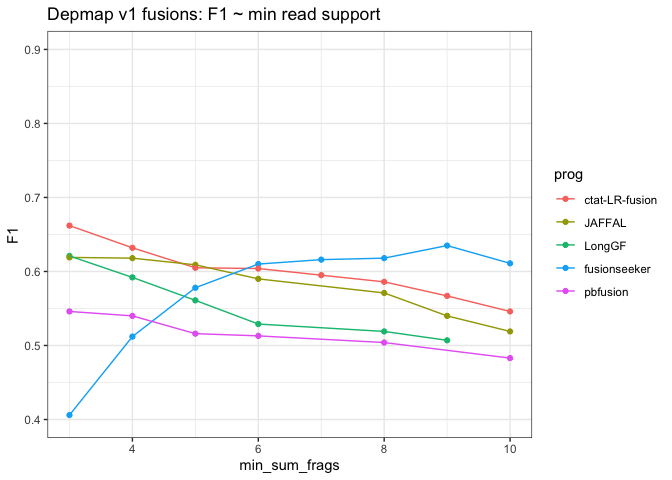 Depmap v1 fusions: F1 ~ min read support
0.9
0.8
0.7
0.6
0.5
0.4
F1
4
6
8
10
min_sum_frags
prog
ctat-LR-fusion
JAFFAL
LongGF
fusionseeker
pbfusion